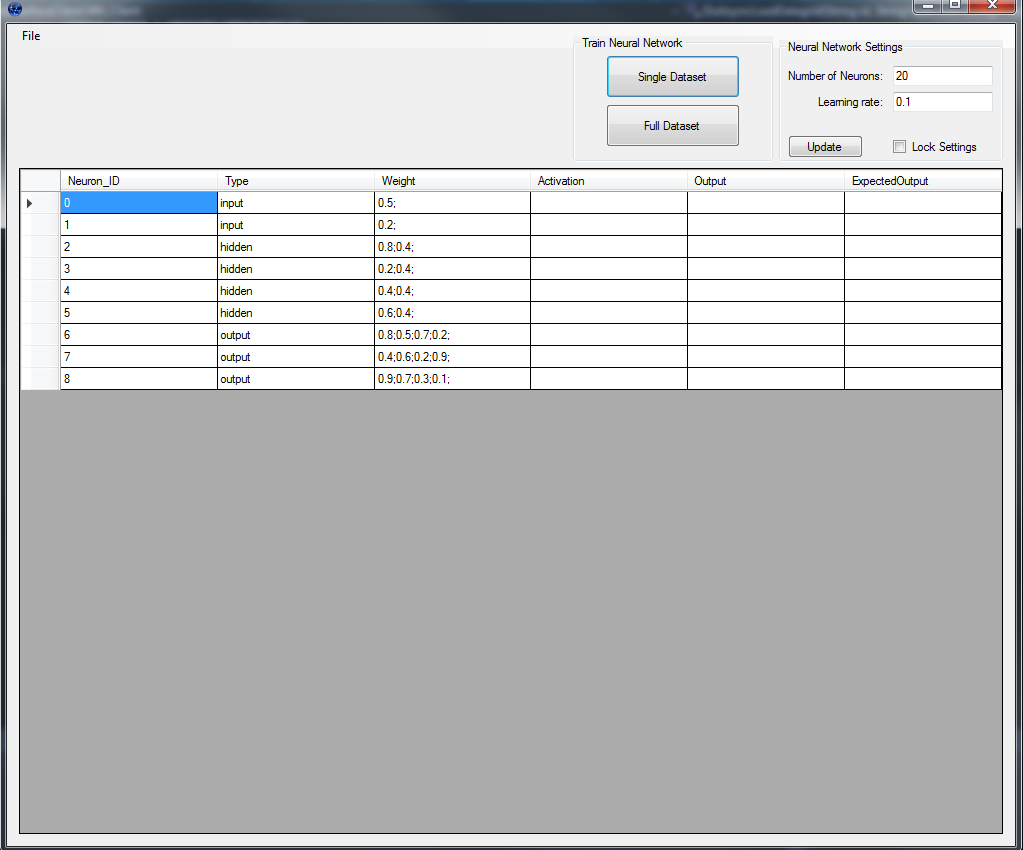 File
Train Neural Network
Single Dataset
Full Dataset
Neural Network Settings
Number of Neurons: 20
Learning rate: 0.1
Update Lock Settings
Neuron_ID Type Weight Activation Output ExpectedOutput
0 input 0.5;
1 input 0.2;
2 hidden 0.8;0.4;
3 hidden 0.2;0.4;
4 hidden 0.4;0.4;
5 hidden 0.6;0.4;
6 output 0.8;0.5;0.7;0.2;
7 output 0.4;0.6;0.2;0.9;
8 output 0.9;0.7;0.3;0.1;